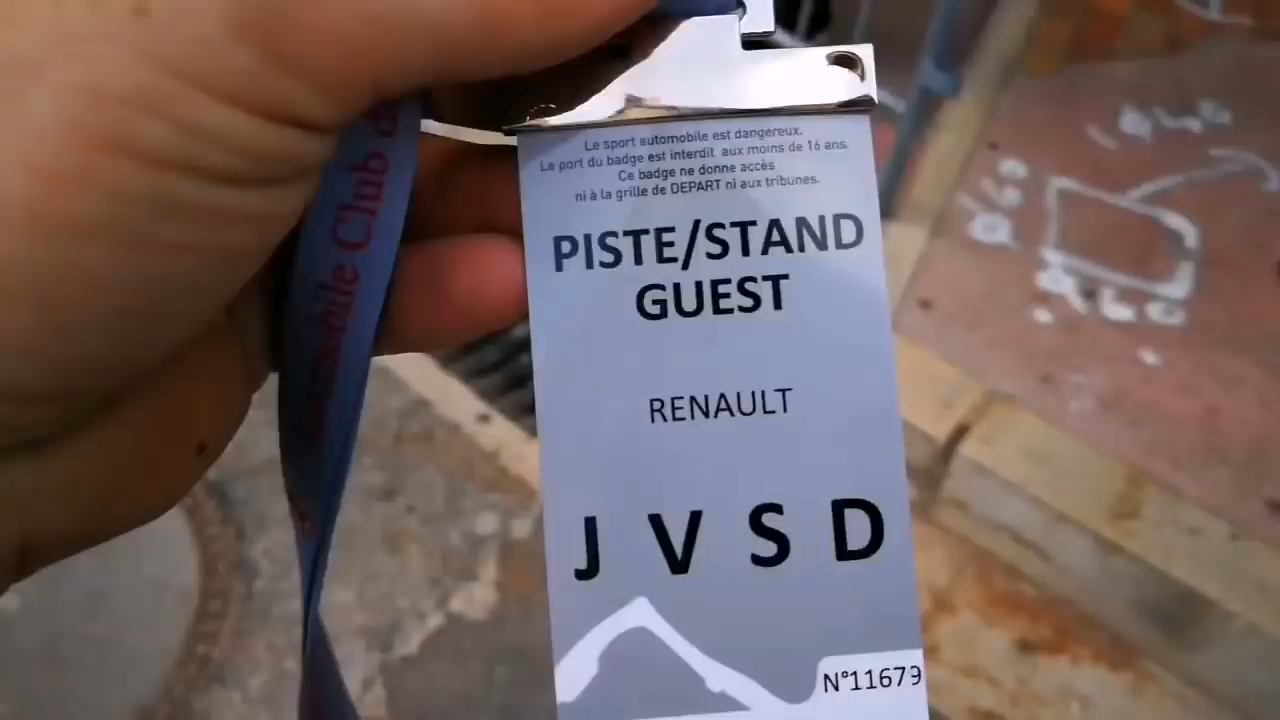 Le sport automobile est dangereux.
Le port du badge est interdit aux moins de 16 ans.
Ce badge ne donne accès
ni à la grille de DEPART ni aux tribunes.
PISTE/STAND
GUEST
RENAULT
J V S D
N°11679
Club